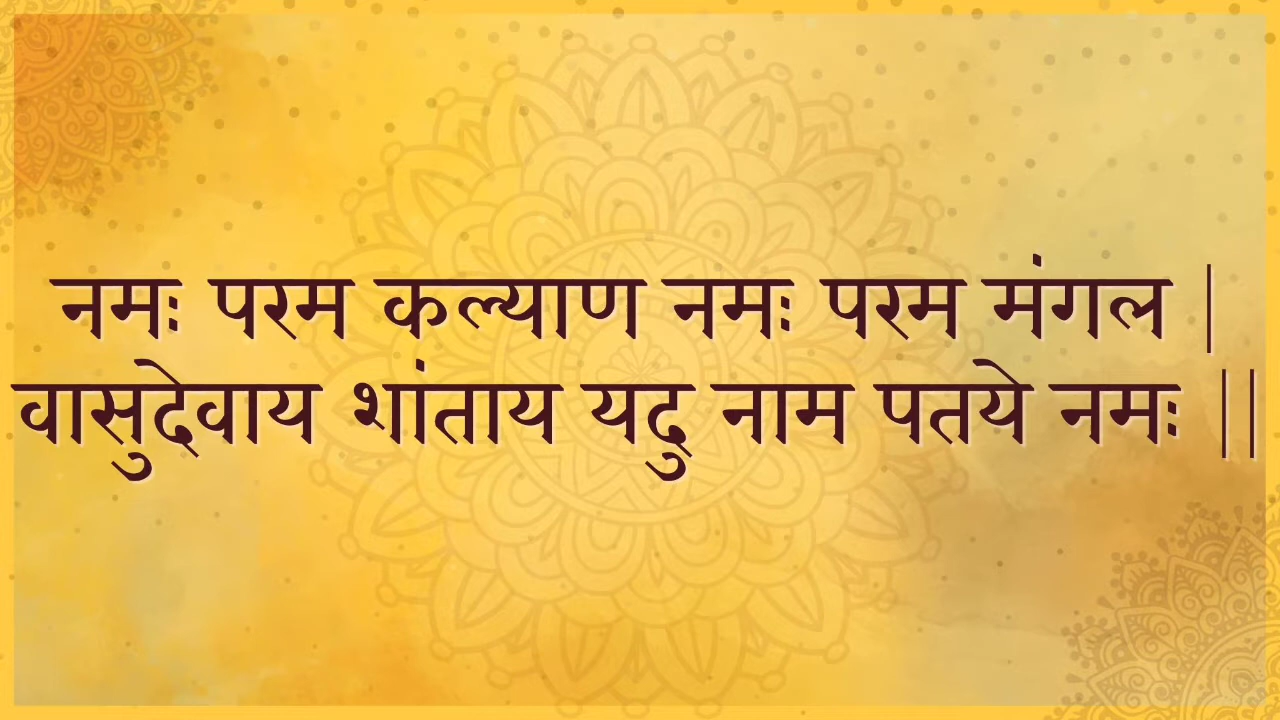 नमः परम कल्याण नमः परम मंगल |
वासुदेवाय शांताय यदु नाम पतये नमः ||